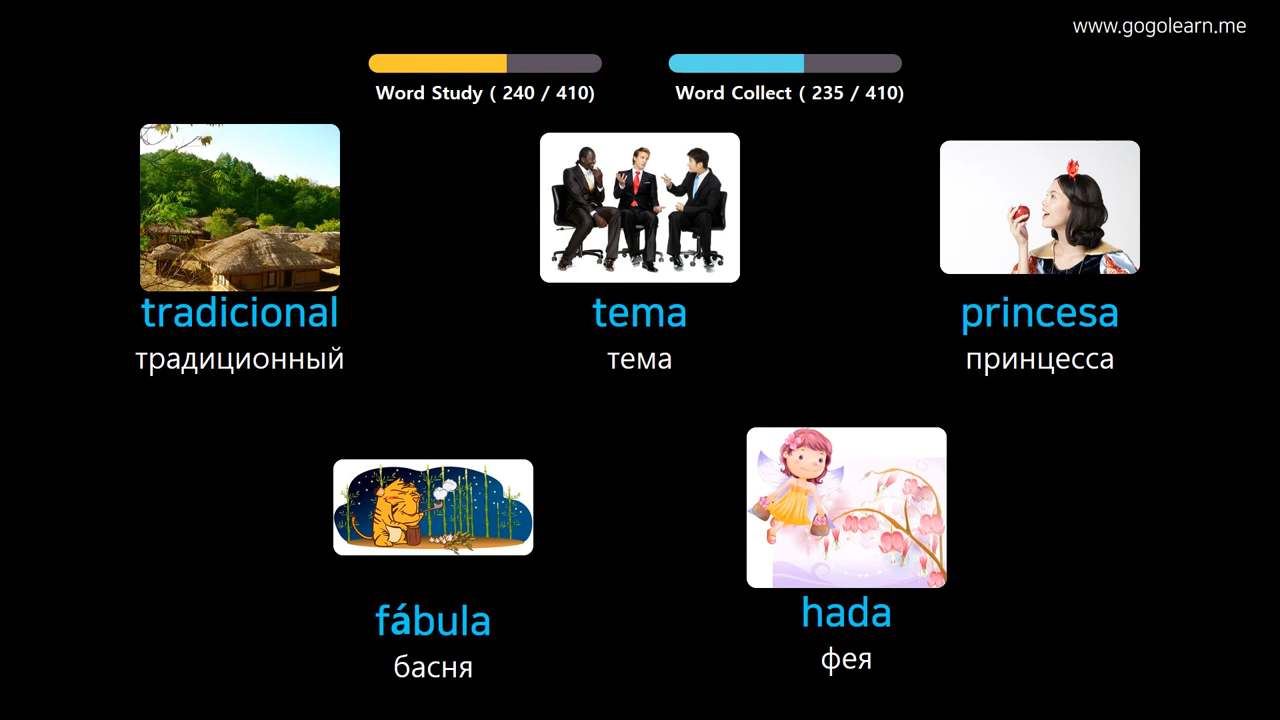 www.gogolearn.me
Word Study ( 240 / 410)
Word Collect ( 235 / 410)
tradicional
традиционный
tema
тема
princesa
принцесса
fábula
басня
hada
фея